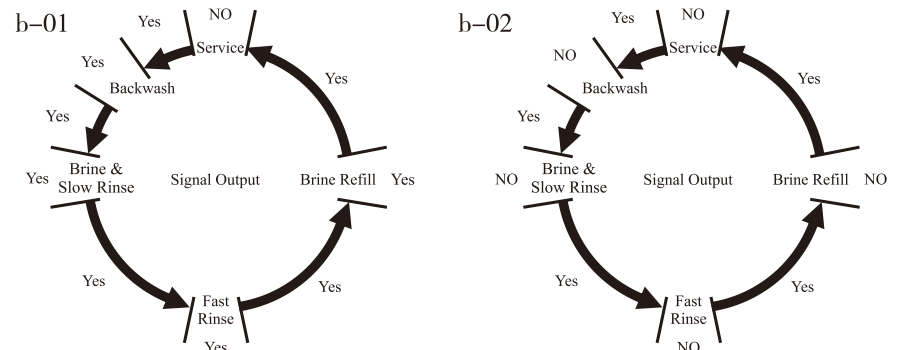 b-01
NO
Yes
Service
Yes
Backwash
Yes
Yes
Yes
Brine &
Slow Rinse
Signal Output
Brine Refill
Yes
Yes
Yes
Fast
Rinse
Yes
b-02
NO
Yes
Service
NO
Backwash
Yes
Yes
NO
Brine &
Slow Rinse
Signal Output
Brine Refill
NO
Yes
Yes
Fast
Rinse
NO